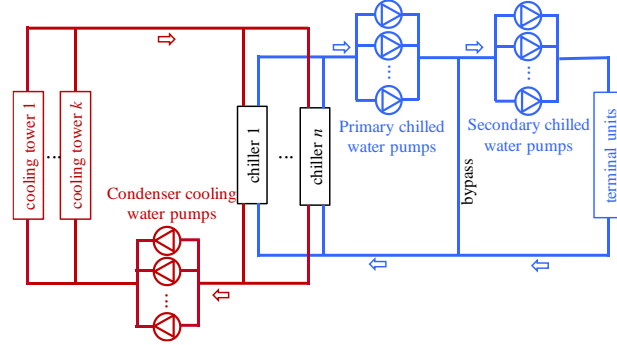 cooling tower 1
...
cooling tower k
Condenser cooling
water pumps
...
chiller 1
...
chiller n
...
Primary chilled
water pumps
bypass
...
Secondary chilled
water pumps
terminal units